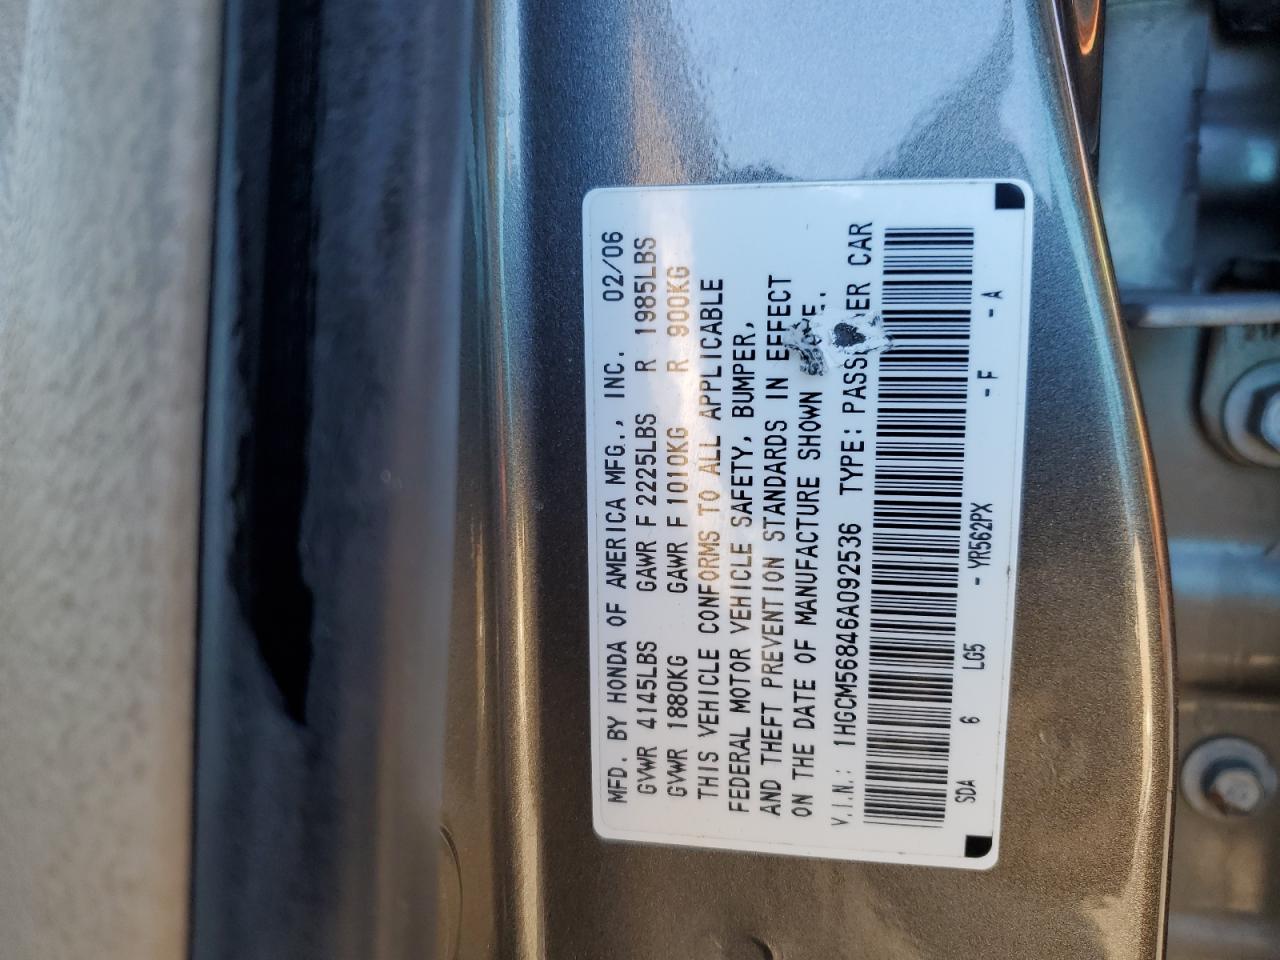 MFD. BY HONDA OF AMERICA MFG., INC. 02/06
GVWR 4145LBS GAWR F 2225LBS R 1985LBS
GVWR 1880KG GAWR F 1010KG R 900KG
THIS VEHICLE CONFORMS TO ALL APPLICABLE
FEDERAL MOTOR VEHICLE SAFETY, BUMPER,
AND THEFT PREVENTION STANDARDS IN EFFECT
ON THE DATE OF MANUFACTURE SHOWN
V.I.N.: 1HGCM56846A092536 TYPE: CAR
SDA 6 LG5 - YR562PX - F - A